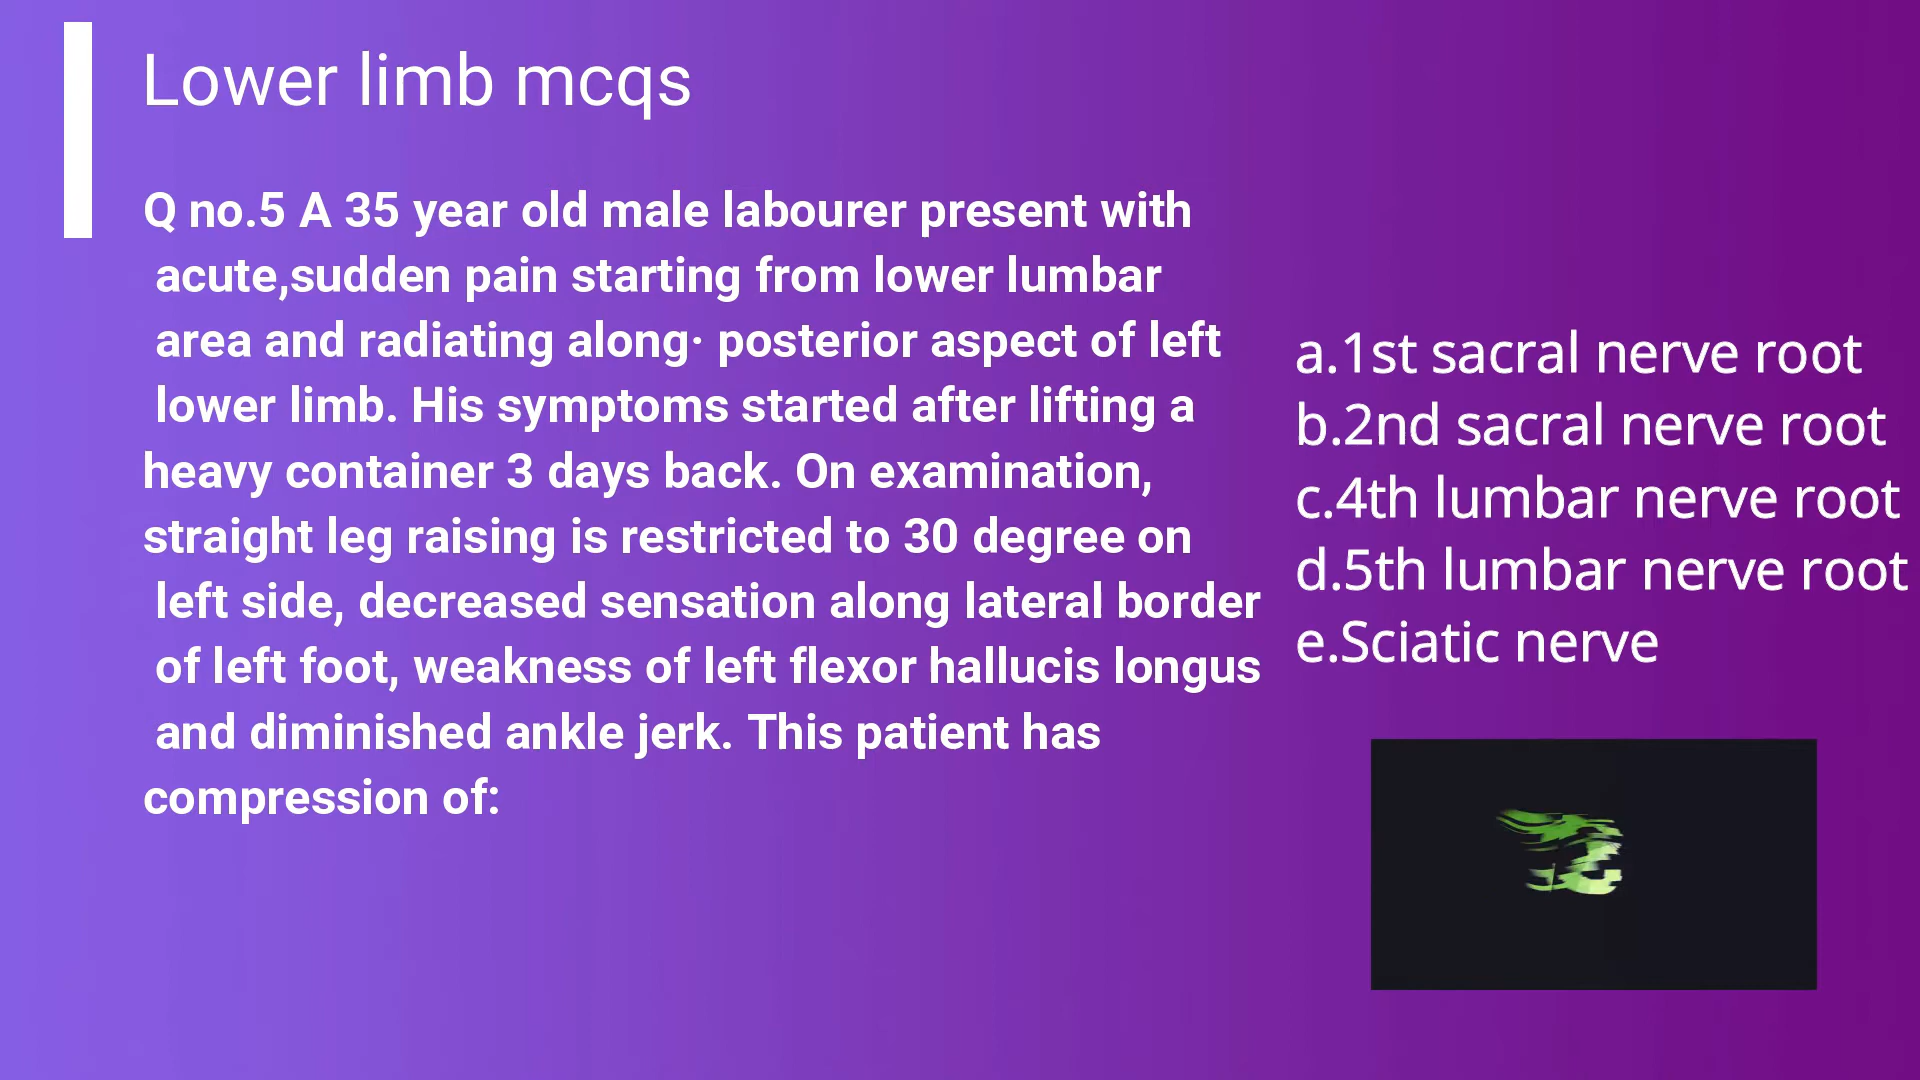 Lower limb mcqs
Q no.5 A 35 year old male labourer present with
acute,sudden pain starting from lower lumbar
area and radiating along· posterior aspect of left
lower limb. His symptoms started after lifting a
heavy container 3 days back. On examination,
straight leg raising is restricted to 30 degree on
left side, decreased sensation along lateral border
of left foot, weakness of left flexor hallucis longus
and diminished ankle jerk. This patient has
compression of:
a.1st sacral nerve root
b.2nd sacral nerve root
c.4th lumbar nerve root
d.5th lumbar nerve root
e.Sciatic nerve